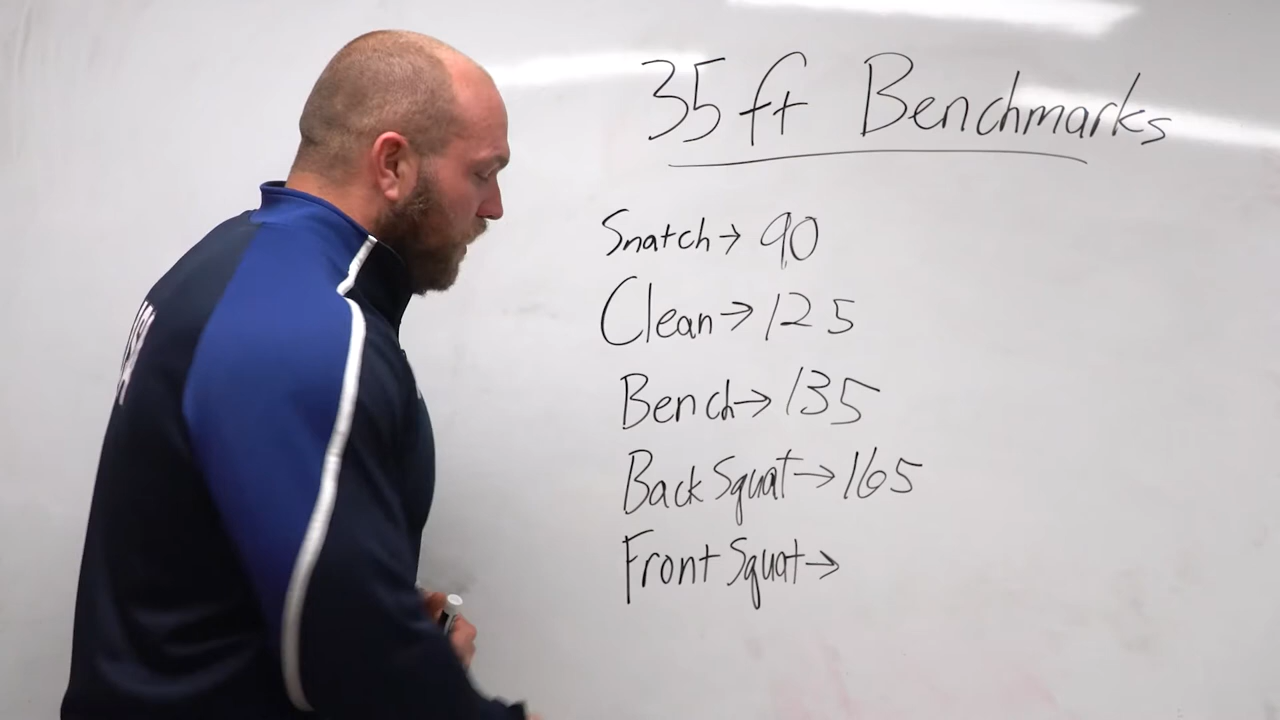 35 ft Benchmarks
Snatch → 90
Clean → 125
Bench → 135
Back Squat → 165
Front Squat →